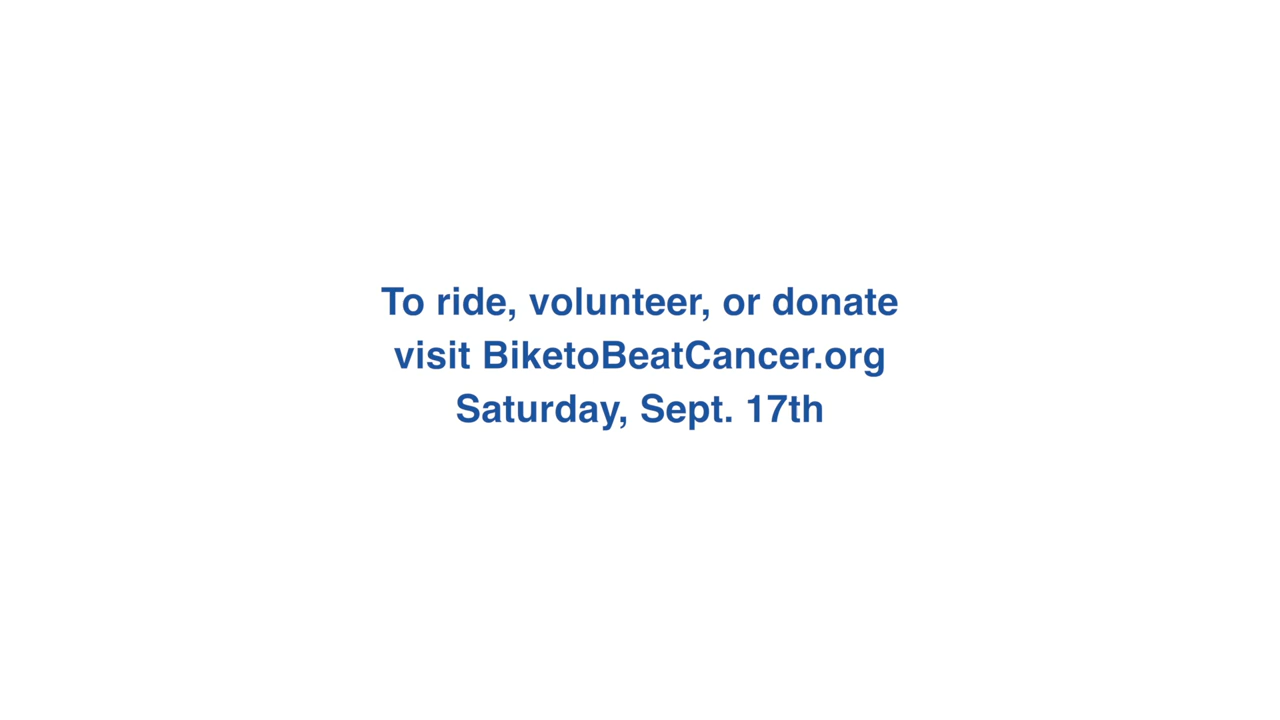 To ride, volunteer, or donate
visit BiketoBeatCancer.org
Saturday, Sept. 17th